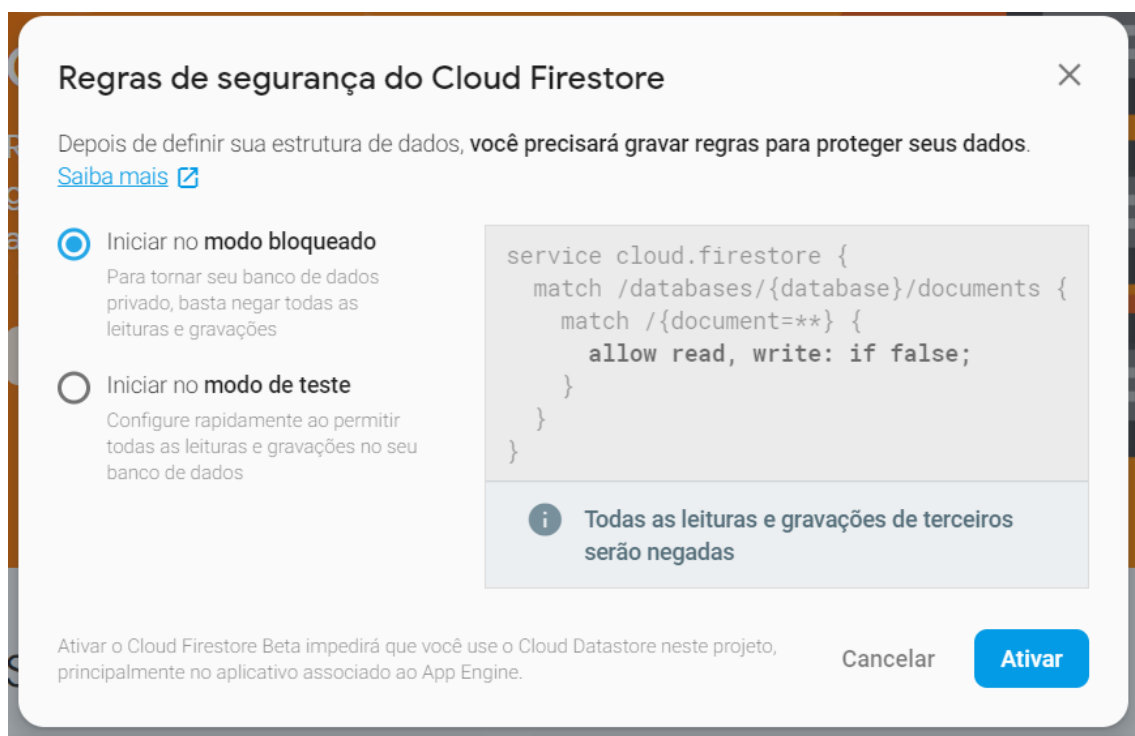 Regras de segurança do Cloud Firestore
Depois de definir sua estrutura de dados, você precisará gravar regras para proteger seus dados.
Saiba mais
Iniciar no modo bloqueado
Para tornar seu banco de dados
privado, basta negar todas as
leituras e gravações
Iniciar no modo de teste
Configure rapidamente ao permitir
todas as leituras e gravações no seu
banco de dados
service cloud.firestore {
  match /databases/{database}/documents {
    match /{document=**} {
      allow read, write: if false;
    }
  }
}
Todas as leituras e gravações de terceiros
serão negadas
Ativar o Cloud Firestore Beta impedirá que você use o Cloud Datastore neste projeto,
principalmente no aplicativo associado ao App Engine.
Cancelar
Ativar